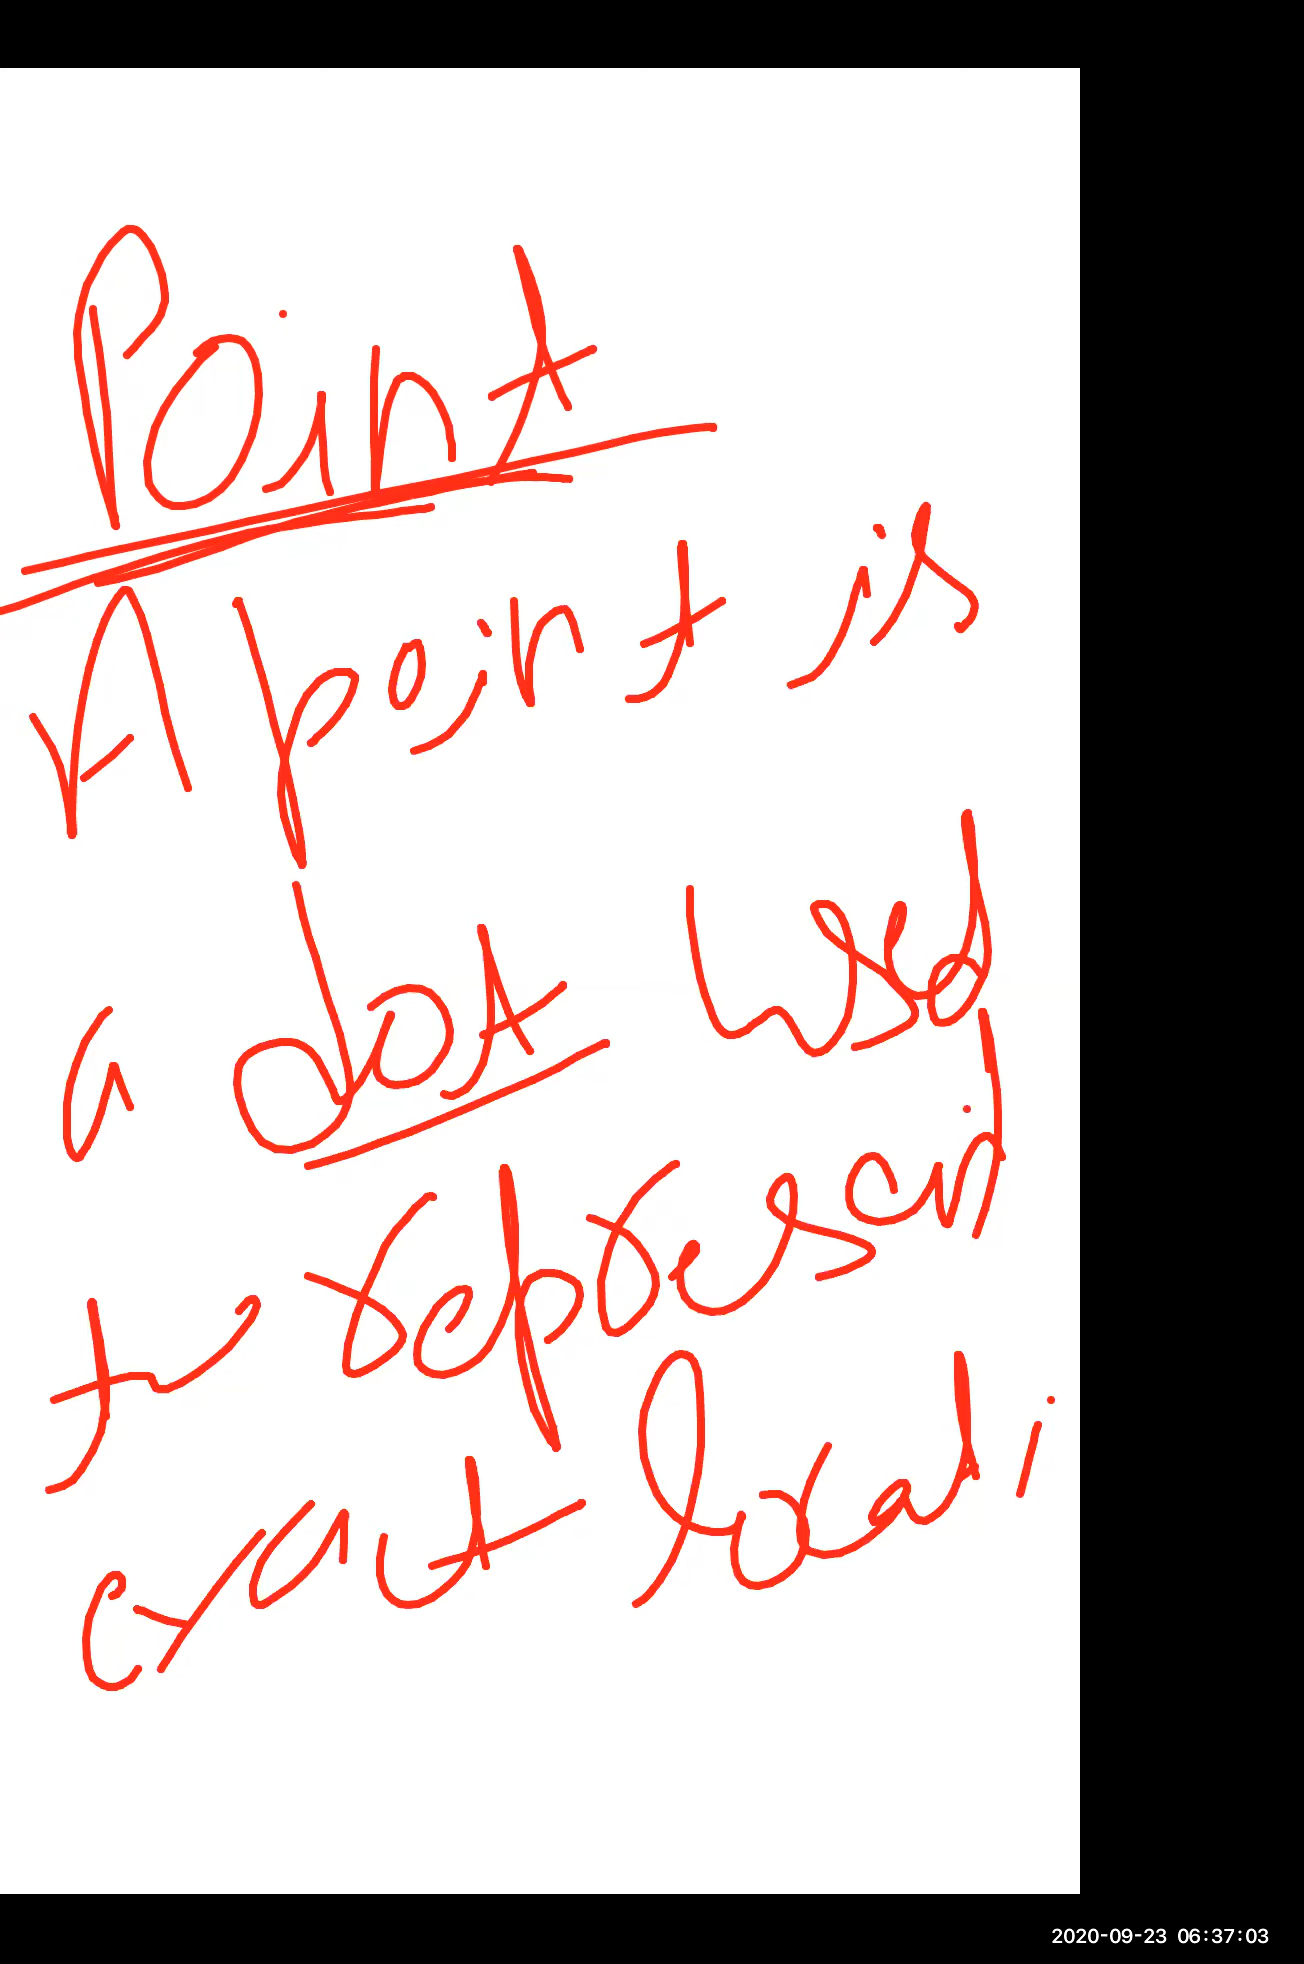 Point
A point is
a dot used
to represent
exact locati
2020-09-23 06:37:03